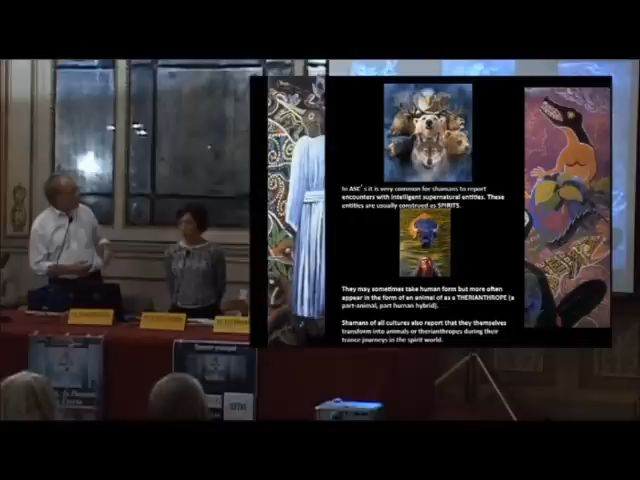 In ASC's it is very common for shamans to report
encounters with intelligent supernatural entities. These
entities are usually construed as SPIRITS.
They may sometimes take human form but more often
appear in the form of an animal of as a THERIANTHROPE (a
part-animal, part human hybrid).
Shamans of all cultures also report that they themselves
transform into animals or therianthropes during their
trance journeys in the spirit world.